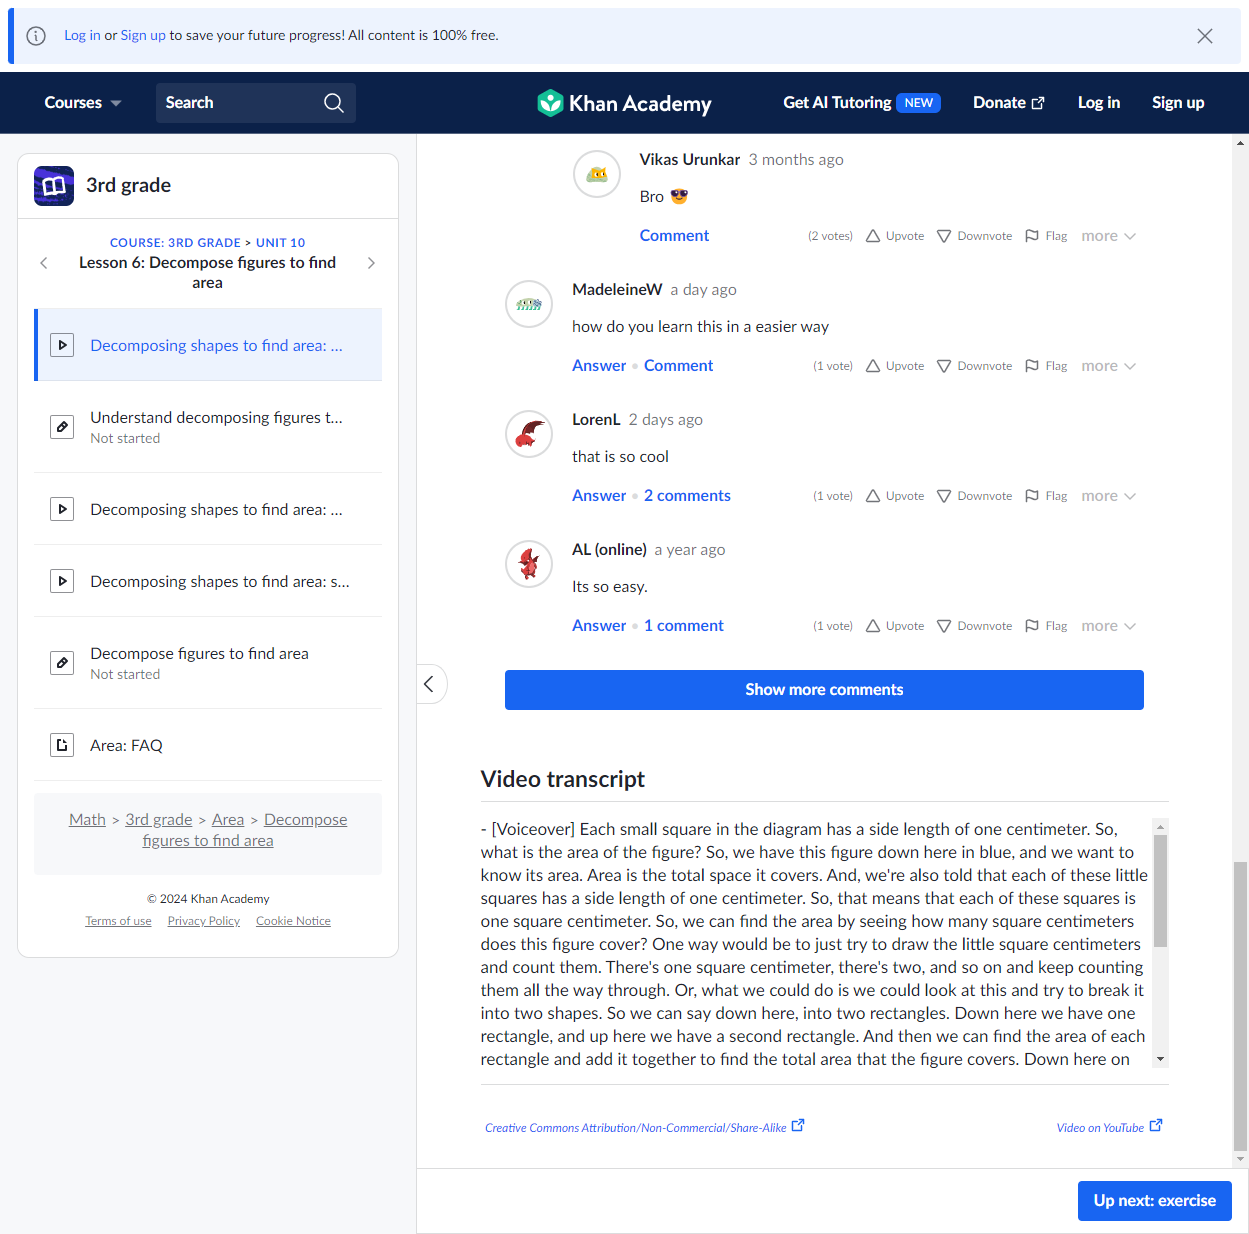 Log in or Sign up to save your future progress! All content is 100% free.
Courses
Search
Khan Academy
Get AI Tutoring NEW
Donate
Log in
Sign up
3rd grade
COURSE: 3RD GRADE > UNIT 10
Lesson 6: Decompose figures to find
area
Decomposing shapes to find area: ...
Understand decomposing figures t...
Not started
Decomposing shapes to find area: ...
Decomposing shapes to find area: s...
Decompose figures to find area
Not started
Area: FAQ
Math > 3rd grade > Area > Decompose
figures to find area
© 2024 Khan Academy
Terms of use Privacy Policy Cookie Notice
Vikas Urunkar 3 months ago
Bro 😎
Comment (2 votes) Upvote Downvote Flag more
MadeleineW a day ago
how do you learn this in a easier way
Answer • Comment (1 vote) Upvote Downvote Flag more
LorenL 2 days ago
that is so cool
Answer • 2 comments (1 vote) Upvote Downvote Flag more
AL (online) a year ago
Its so easy.
Answer • 1 comment (1 vote) Upvote Downvote Flag more
Show more comments
Video transcript
- [Voiceover] Each small square in the diagram has a side length of one centimeter. So,
what is the area of the figure? So, we have this figure down here in blue, and we want to
know its area. Area is the total space it covers. And, we're also told that each of these little
squares has a side length of one centimeter. So, that means that each of these squares is
one square centimeter. So, we can find the area by seeing how many square centimeters
does this figure cover? One way would be to just try to draw the little square centimeters
and count them. There's one square centimeter, there's two, and so on and keep counting
them all the way through. Or, what we could do is we could look at this and try to break it
into two shapes. So we can say down here, into two rectangles. Down here we have one
rectangle, and up here we have a second rectangle. And then we can find the area of each
rectangle and add it together to find the total area that the figure covers. Down here on
Creative Commons Attribution/Non-Commercial/Share-Alike
Video on YouTube
Up next: exercise